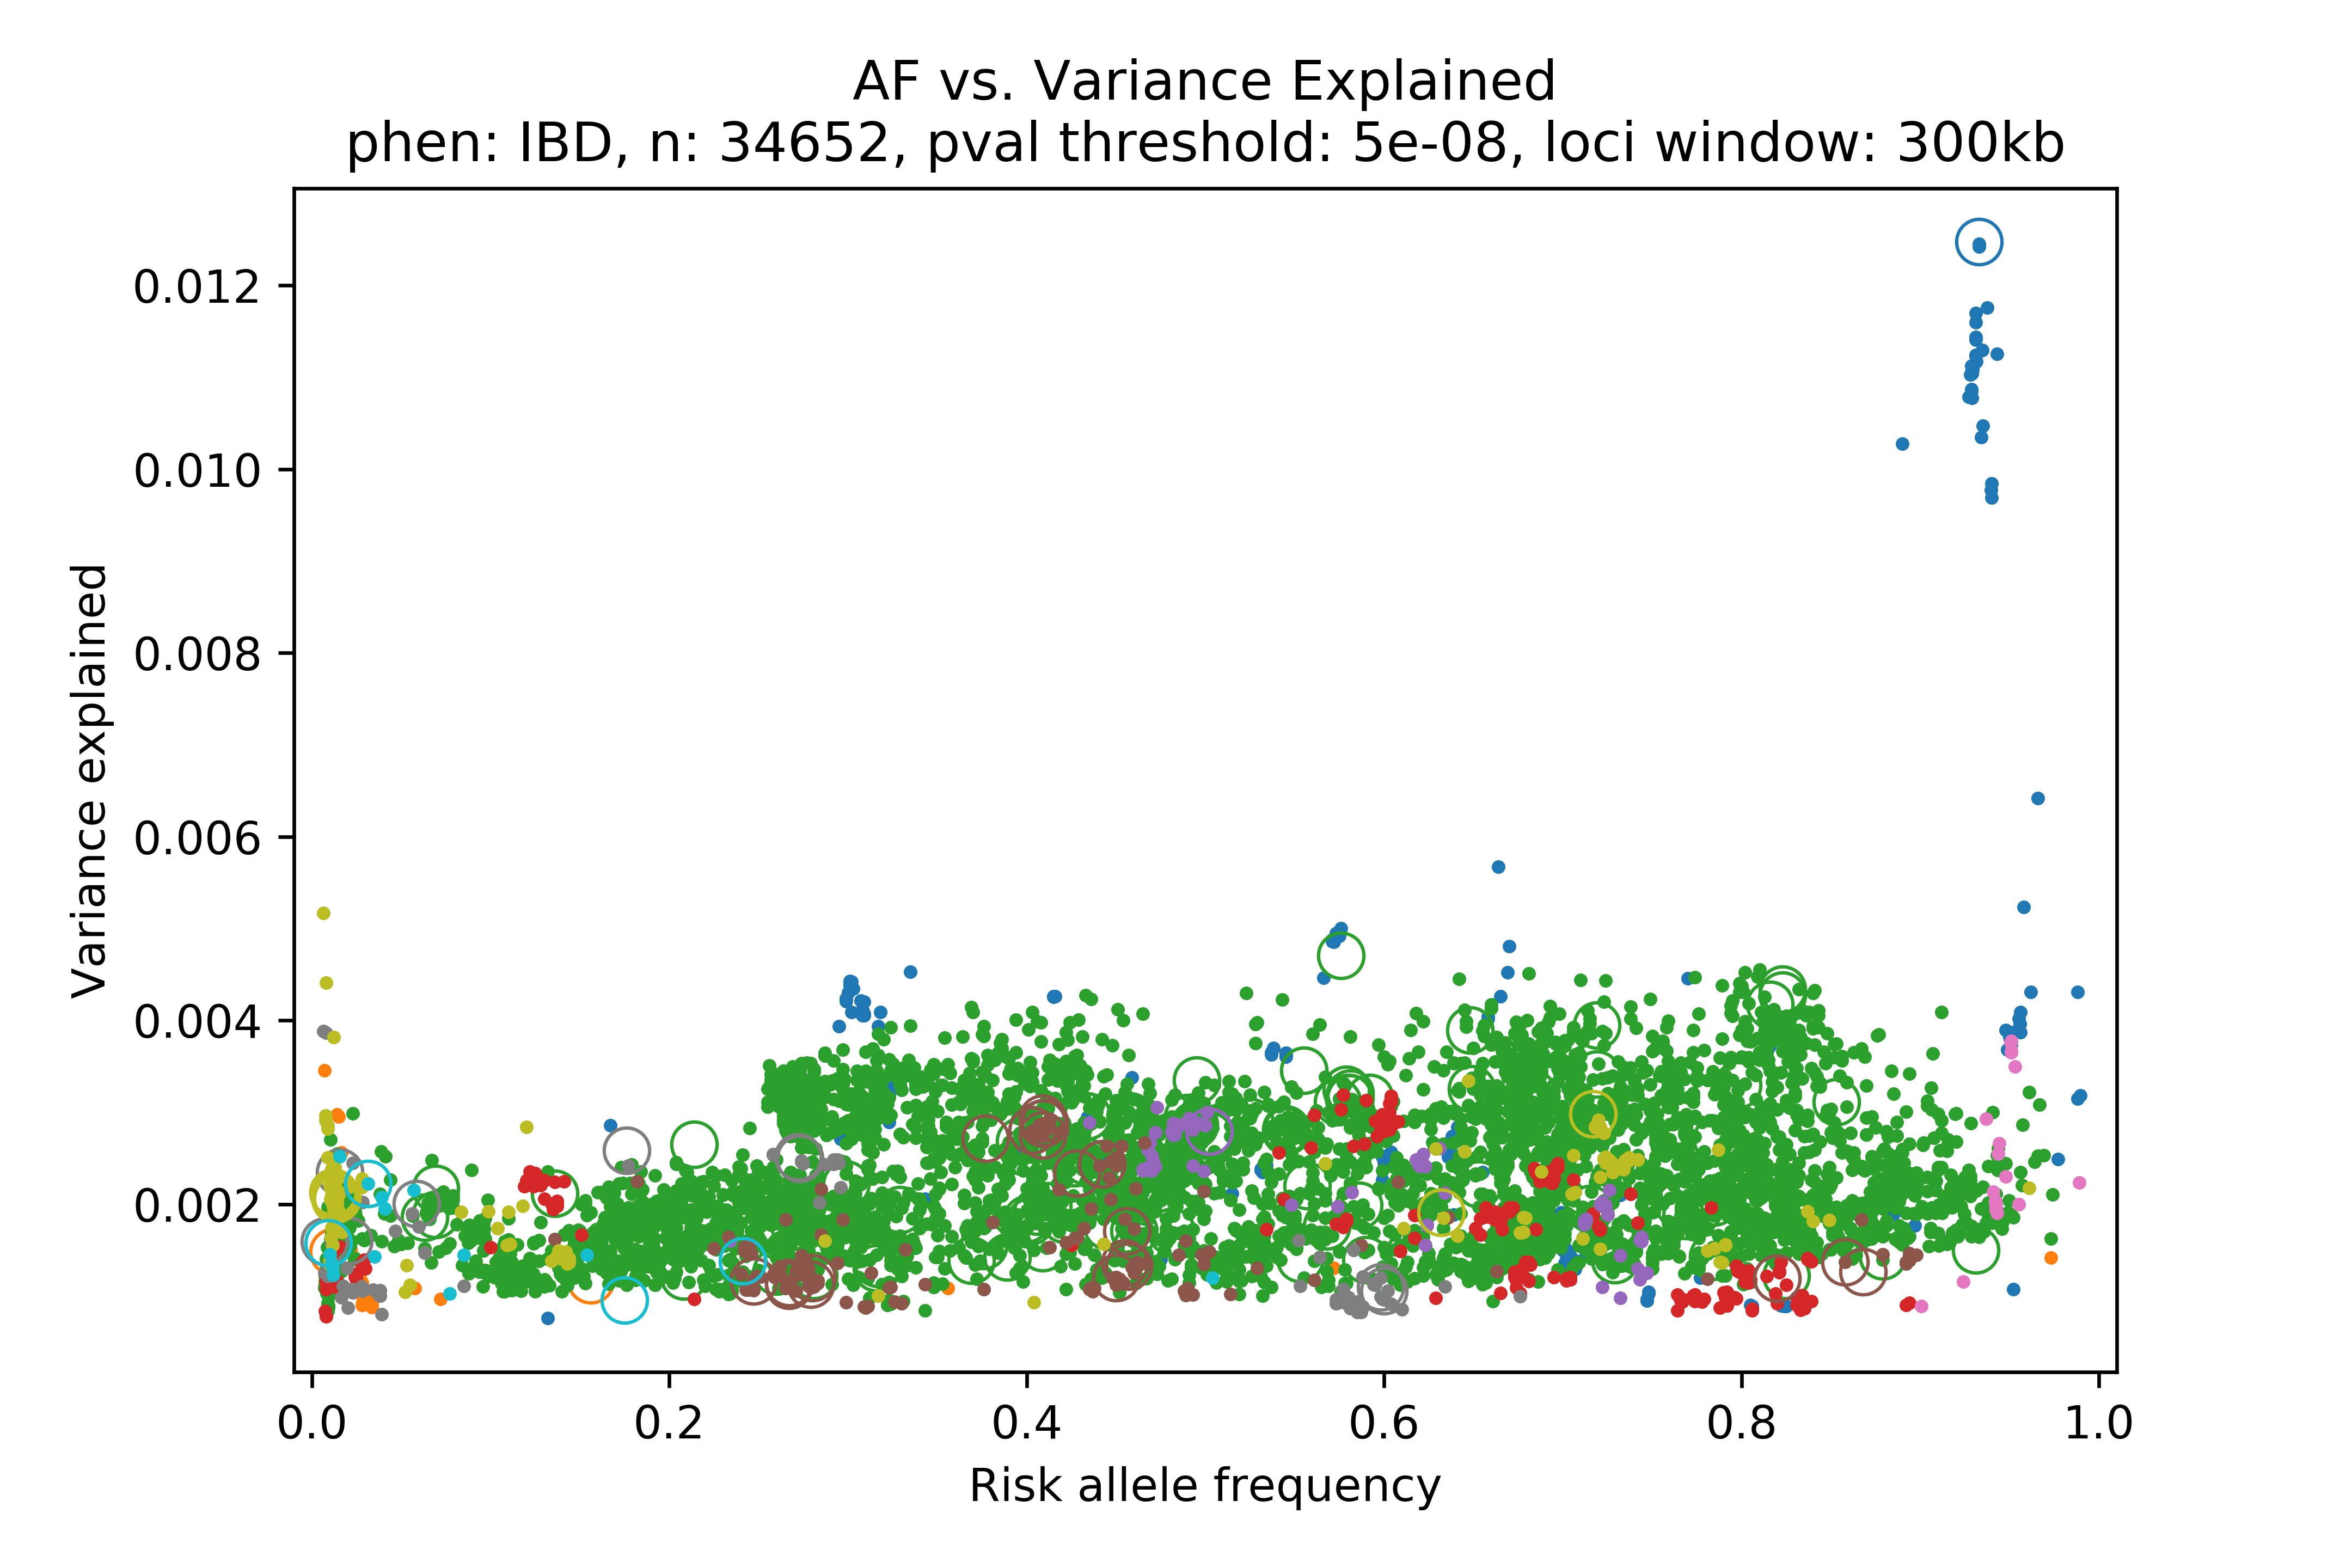 AF vs. Variance Explained
phen: IBD, n: 34652, pval threshold: 5e-08, loci window: 300kb
Variance explained
0.012
0.010
0.008
0.006
0.004
0.002
0.0 0.2 0.4 0.6 0.8 1.0
Risk allele frequency